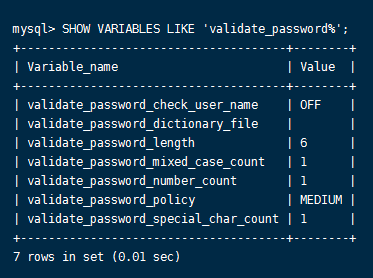 mysql> SHOW VARIABLES LIKE 'validate_password%';
+--------------------------------------+--------+
| Variable_name                        | Value  |
+--------------------------------------+--------+
| validate_password_check_user_name    | OFF    |
| validate_password_dictionary_file    |        |
| validate_password_length             | 6      |
| validate_password_mixed_case_count   | 1      |
| validate_password_number_count       | 1      |
| validate_password_policy             | MEDIUM |
| validate_password_special_char_count | 1      |
+--------------------------------------+--------+
7 rows in set (0.01 sec)